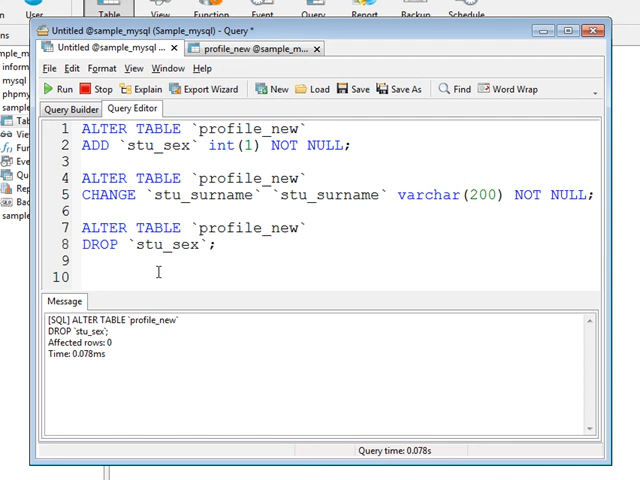 User Table View Function Event Query Report Backup
Untitled @sample_mysql (Sample_mysql) - Query *
Untitled @sample_mysql ... × profile_new @sample_m... ×
File Edit Format View Window Help
Run Stop Explain Export Wizard New Load Save Save As Find Word Wrap
Query Builder Query Editor
1 ALTER TABLE `profile_new`
2 ADD `stu_sex` int(1) NOT NULL;
3
4 ALTER TABLE `profile_new`
5 CHANGE `stu_surname` `stu_surname` varchar(200) NOT NULL;
6
7 ALTER TABLE `profile_new`
8 DROP `stu_sex`;
9
10
Message
[SQL] ALTER TABLE `profile_new`
DROP `stu_sex`;
Affected rows: 0
Time: 0.078ms
Query time: 0.078s